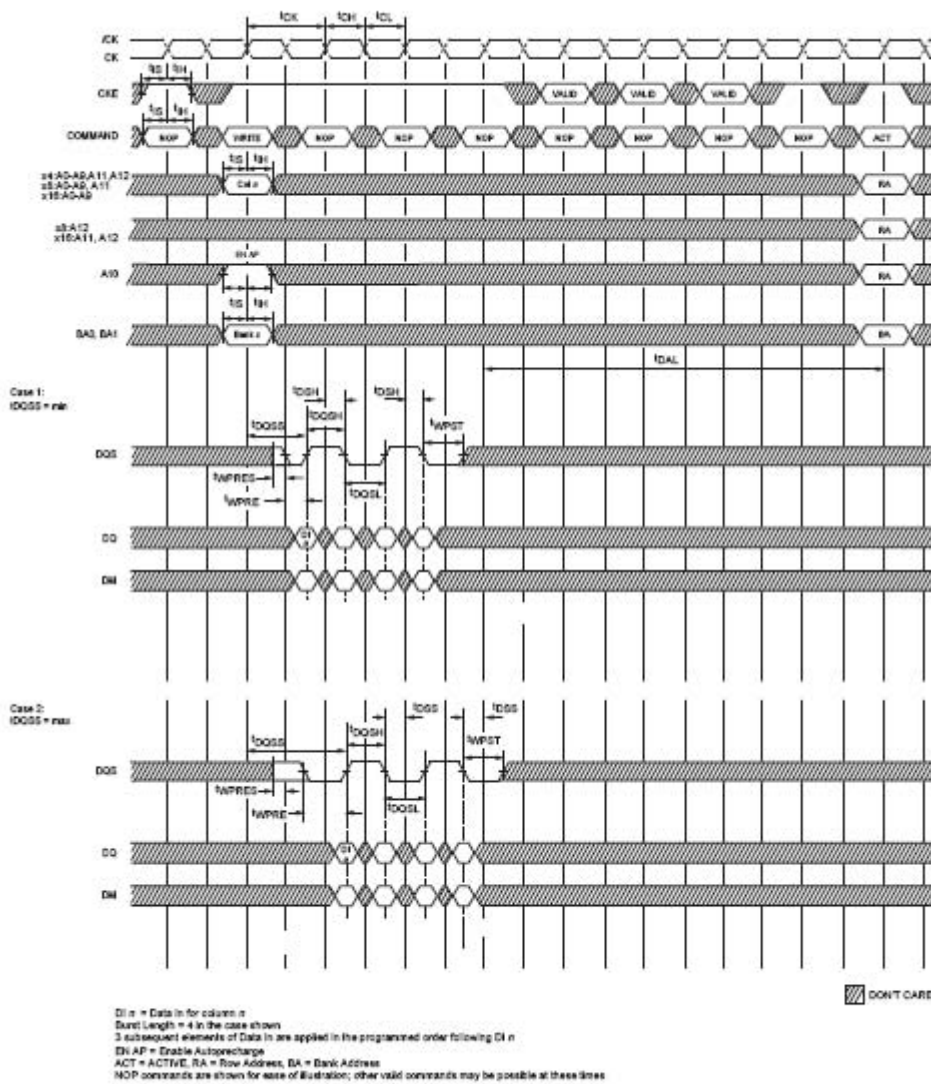 tCK tCH tCL
/CK
CK
tIS tIH
CKE VALID VALID VALID
tIS tIH
COMMAND NOP WRITE NOP NOP NOP NOP NOP NOP NOP ACT
tIS tIH
x4:A0-A9,A11,A12
x8:A0-A9, A11
x16:A0-A9
Col n RA
x8:A12
x16:A11, A12
RA
EN AP
A10 RA
tIS tIH
BA0, BA1 Bank x BA
tDAL
Case 1:
tDQSS = min
tDSH tDSH
tDQSS tDQSH tWPST
DQS
tWPRES tDQSL
tWPRE
DQ DI n
DM
Case 2:
tDQSS = max
tDSS tDSS
tDQSS tDQSH tWPST
DQS
tWPRES tDQSL
tWPRE
DQ DI n
DM
DON'T CARE
DI n = Data In for column n
Burst Length = 4 in the case shown
3 subsequent elements of Data In are applied in the programmed order following DI n
EN AP = Enable Autoprecharge
ACT = ACTIVE, RA = Row Address, BA = Bank Address
NOP commands are shown for ease of illustration; other valid commands may be possible at these times